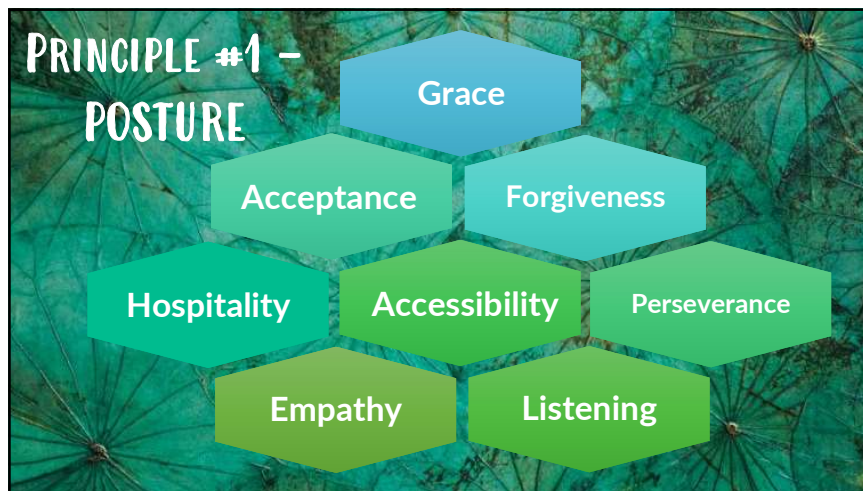 PRINCIPLE #1 –
POSTURE
Grace
Acceptance
Forgiveness
Hospitality
Accessibility
Perseverance
Empathy
Listening